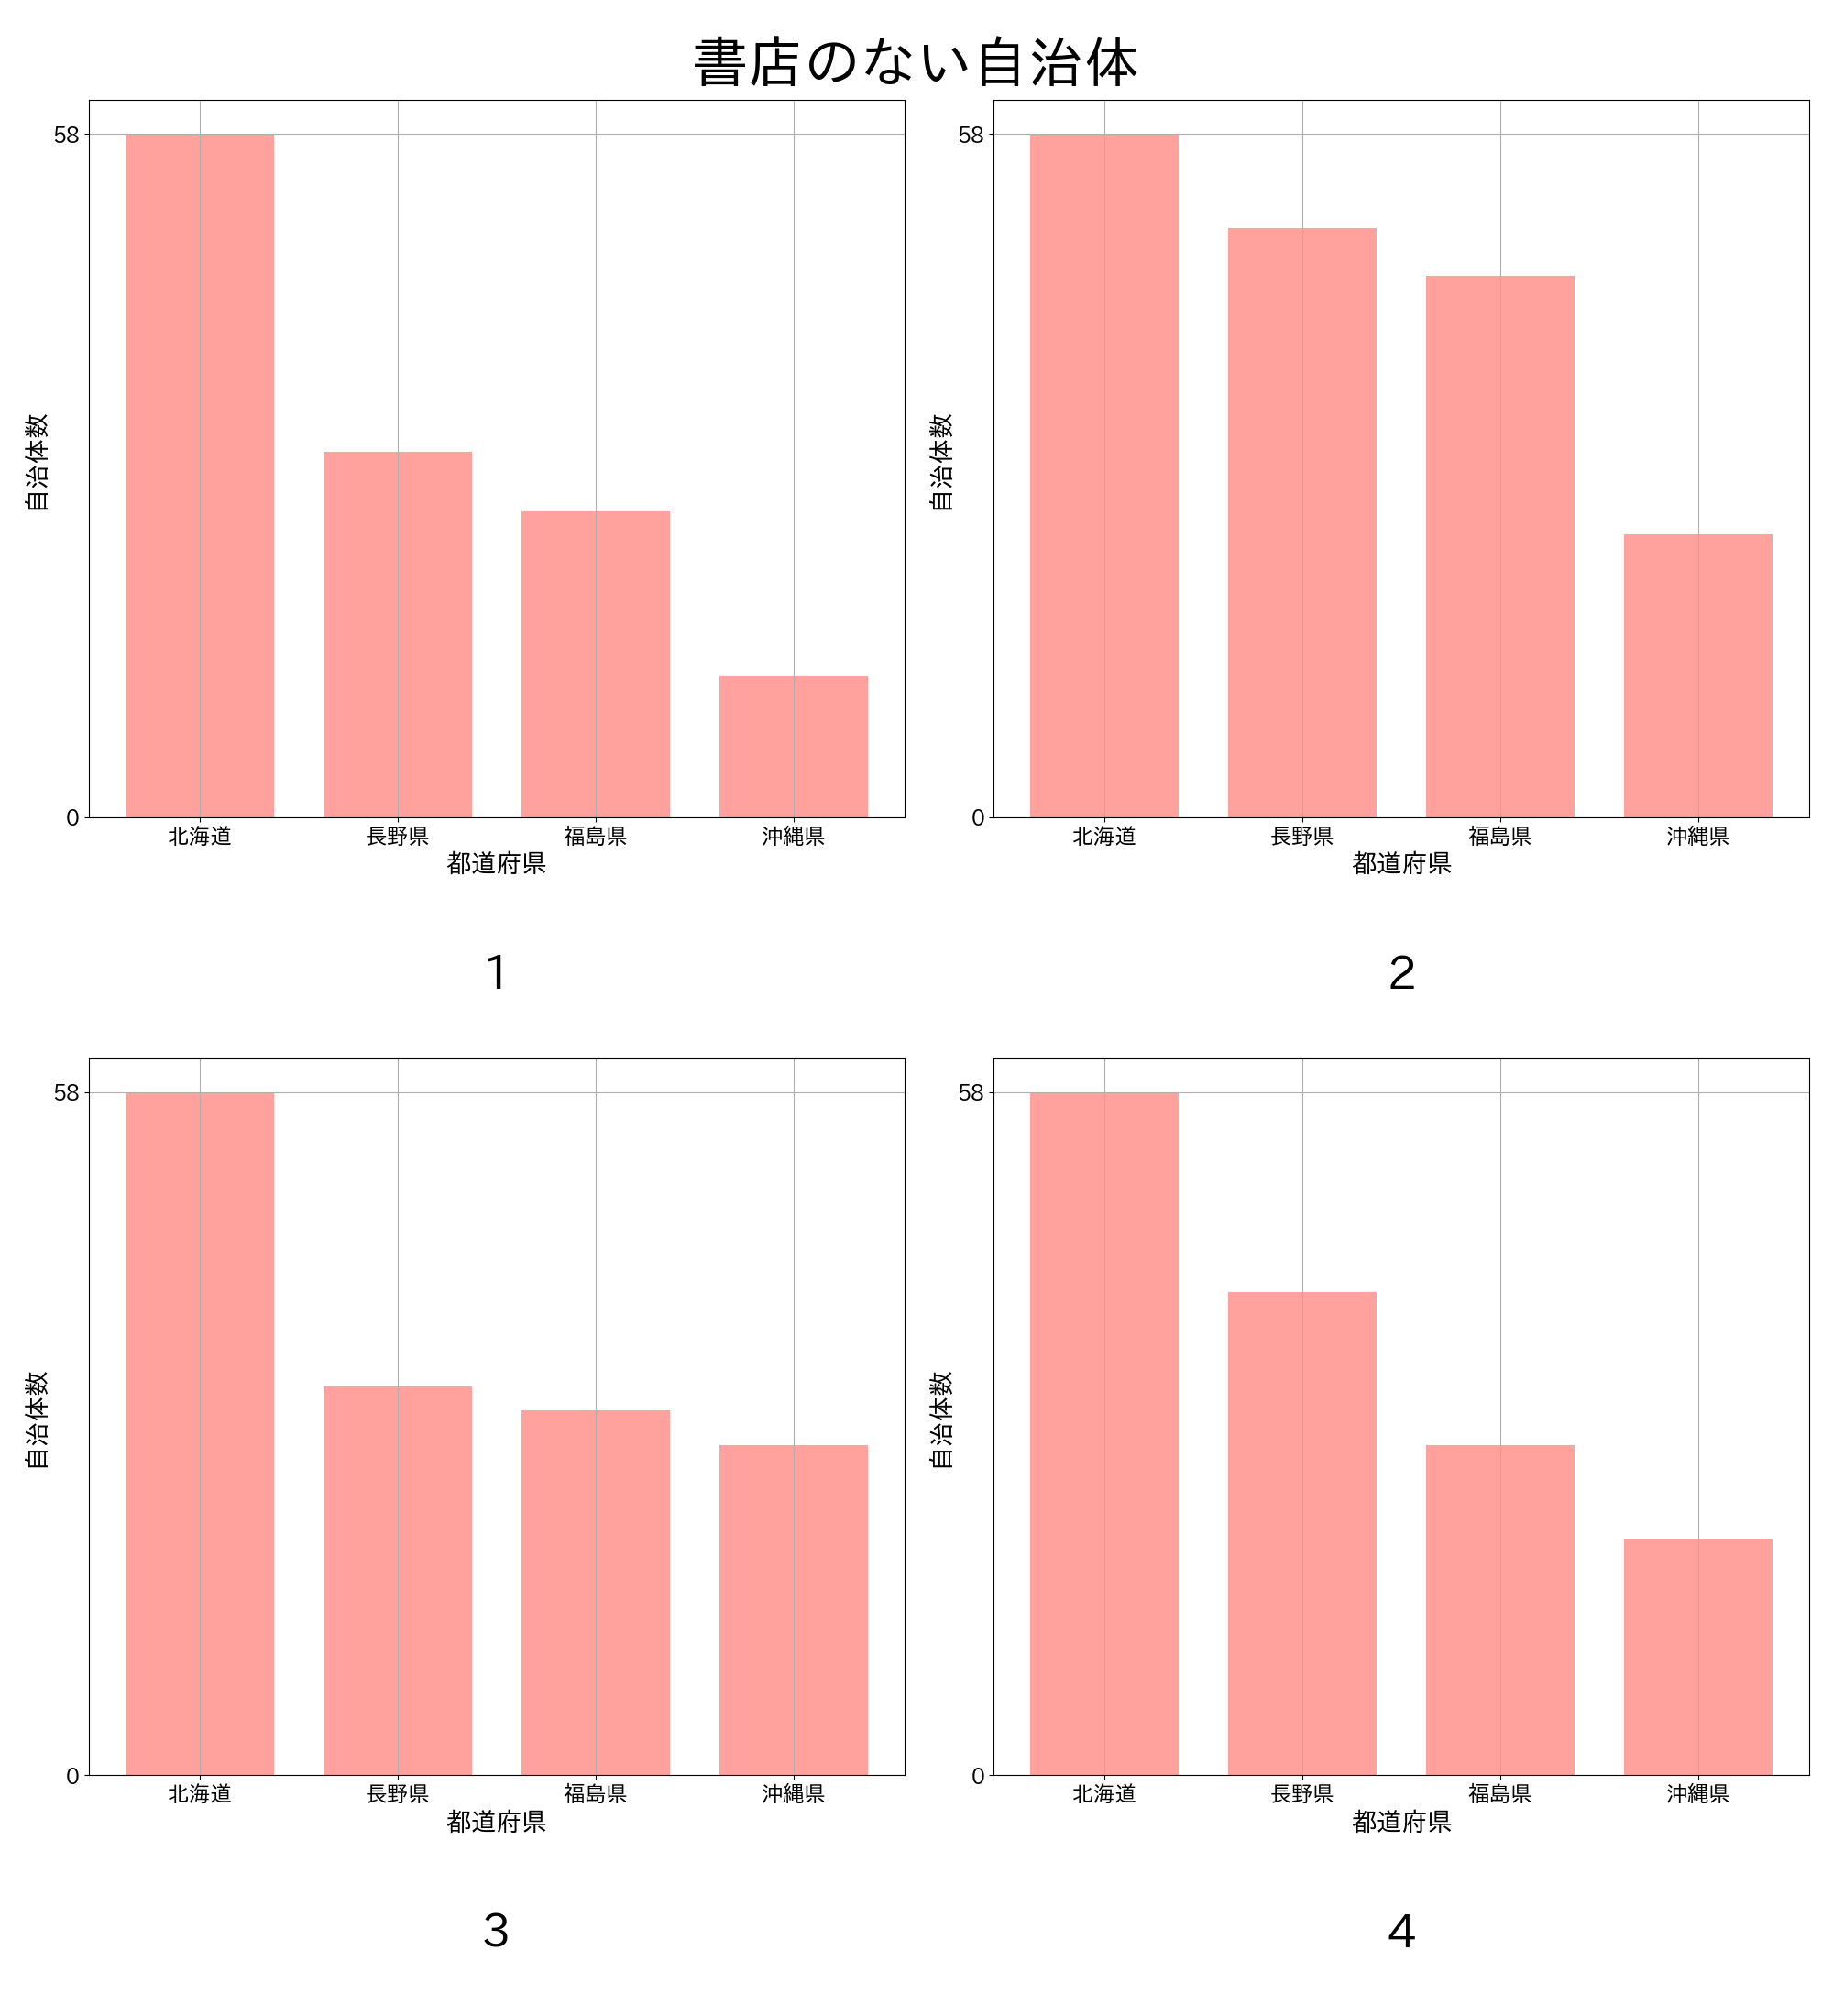 書店のない自治体
58
0
自治体数
北海道 長野県 福島県 沖縄県
都道府県
1
58
0
自治体数
北海道 長野県 福島県 沖縄県
都道府県
2
58
0
自治体数
北海道 長野県 福島県 沖縄県
都道府県
3
58
0
自治体数
北海道 長野県 福島県 沖縄県
都道府県
4